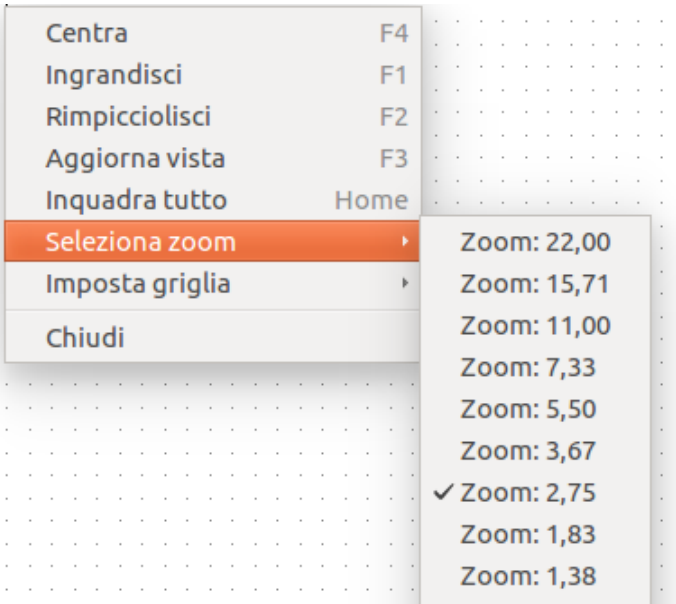 Centra F4
Ingrandisci F1
Rimpicciolisci F2
Aggiorna vista F3
Inquadra tutto Home
Seleziona zoom
Imposta griglia
Chiudi
Zoom: 22,00
Zoom: 15,71
Zoom: 11,00
Zoom: 7,33
Zoom: 5,50
Zoom: 3,67
Zoom: 2,75
Zoom: 1,83
Zoom: 1,38